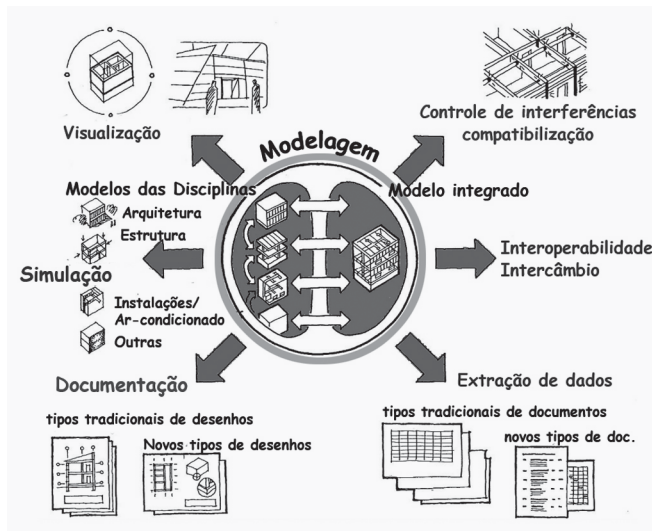 Visualização
Controle de interferências
compatibilização
Modelagem
Modelos das Disciplinas
Modelo integrado
Arquitetura
Estrutura
Simulação
Instalações/
Ar-condicionado
Outras
Interoperabilidade
Intercâmbio
Documentação
tipos tradicionais de desenhos
Novos tipos de desenhos
Extração de dados
tipos tradicionais de documentos
novos tipos de doc.